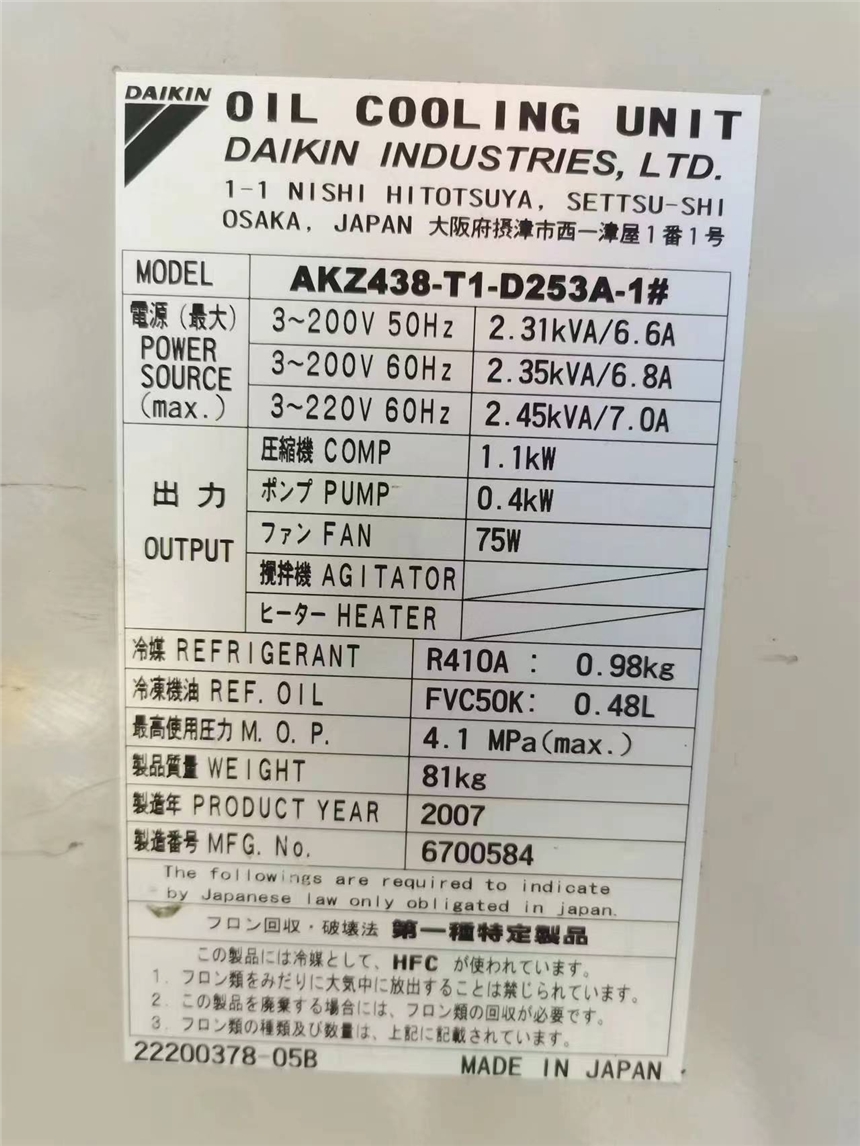 DAIKIN
OIL COOLING UNIT
DAIKIN INDUSTRIES, LTD.
1-1 NISHI HITOTSUYA, SETTSU-SHI
OSAKA, JAPAN 大阪府摂津市西一津屋1番1号
MODEL AKZ438-T1-D253A-1#
電源(最大) POWER SOURCE (max.)
3~200V 50Hz 2.31kVA/6.6A
3~200V 60Hz 2.35kVA/6.8A
3~220V 60Hz 2.45kVA/7.0A
出力 OUTPUT
圧縮機 COMP 1.1kW
ポンプ PUMP 0.4kW
ファン FAN 75W
攪拌機 AGITATOR
ヒーター HEATER
冷媒 REFRIGERANT R410A : 0.98kg
冷凍機油 REF. OIL FVC50K: 0.48L
最高使用圧力 M. O. P. 4.1 MPa(max.)
製品質量 WEIGHT 81kg
製造年 PRODUCT YEAR 2007
製造番号 MFG. No. 6700584
The followings are required to indicate
by Japanese law only obligated in japan.
フロン回収・破壊法 第一種特定製品
この製品には冷媒として、HFC が使われています。
1. フロン類をみだりに大気中に放出することは禁じられています。
2. この製品を廃棄する場合には、フロン類の回収が必要です。
3. フロン類の種類及び数量は、上記に記載されています。
22200378-05B MADE IN JAPAN